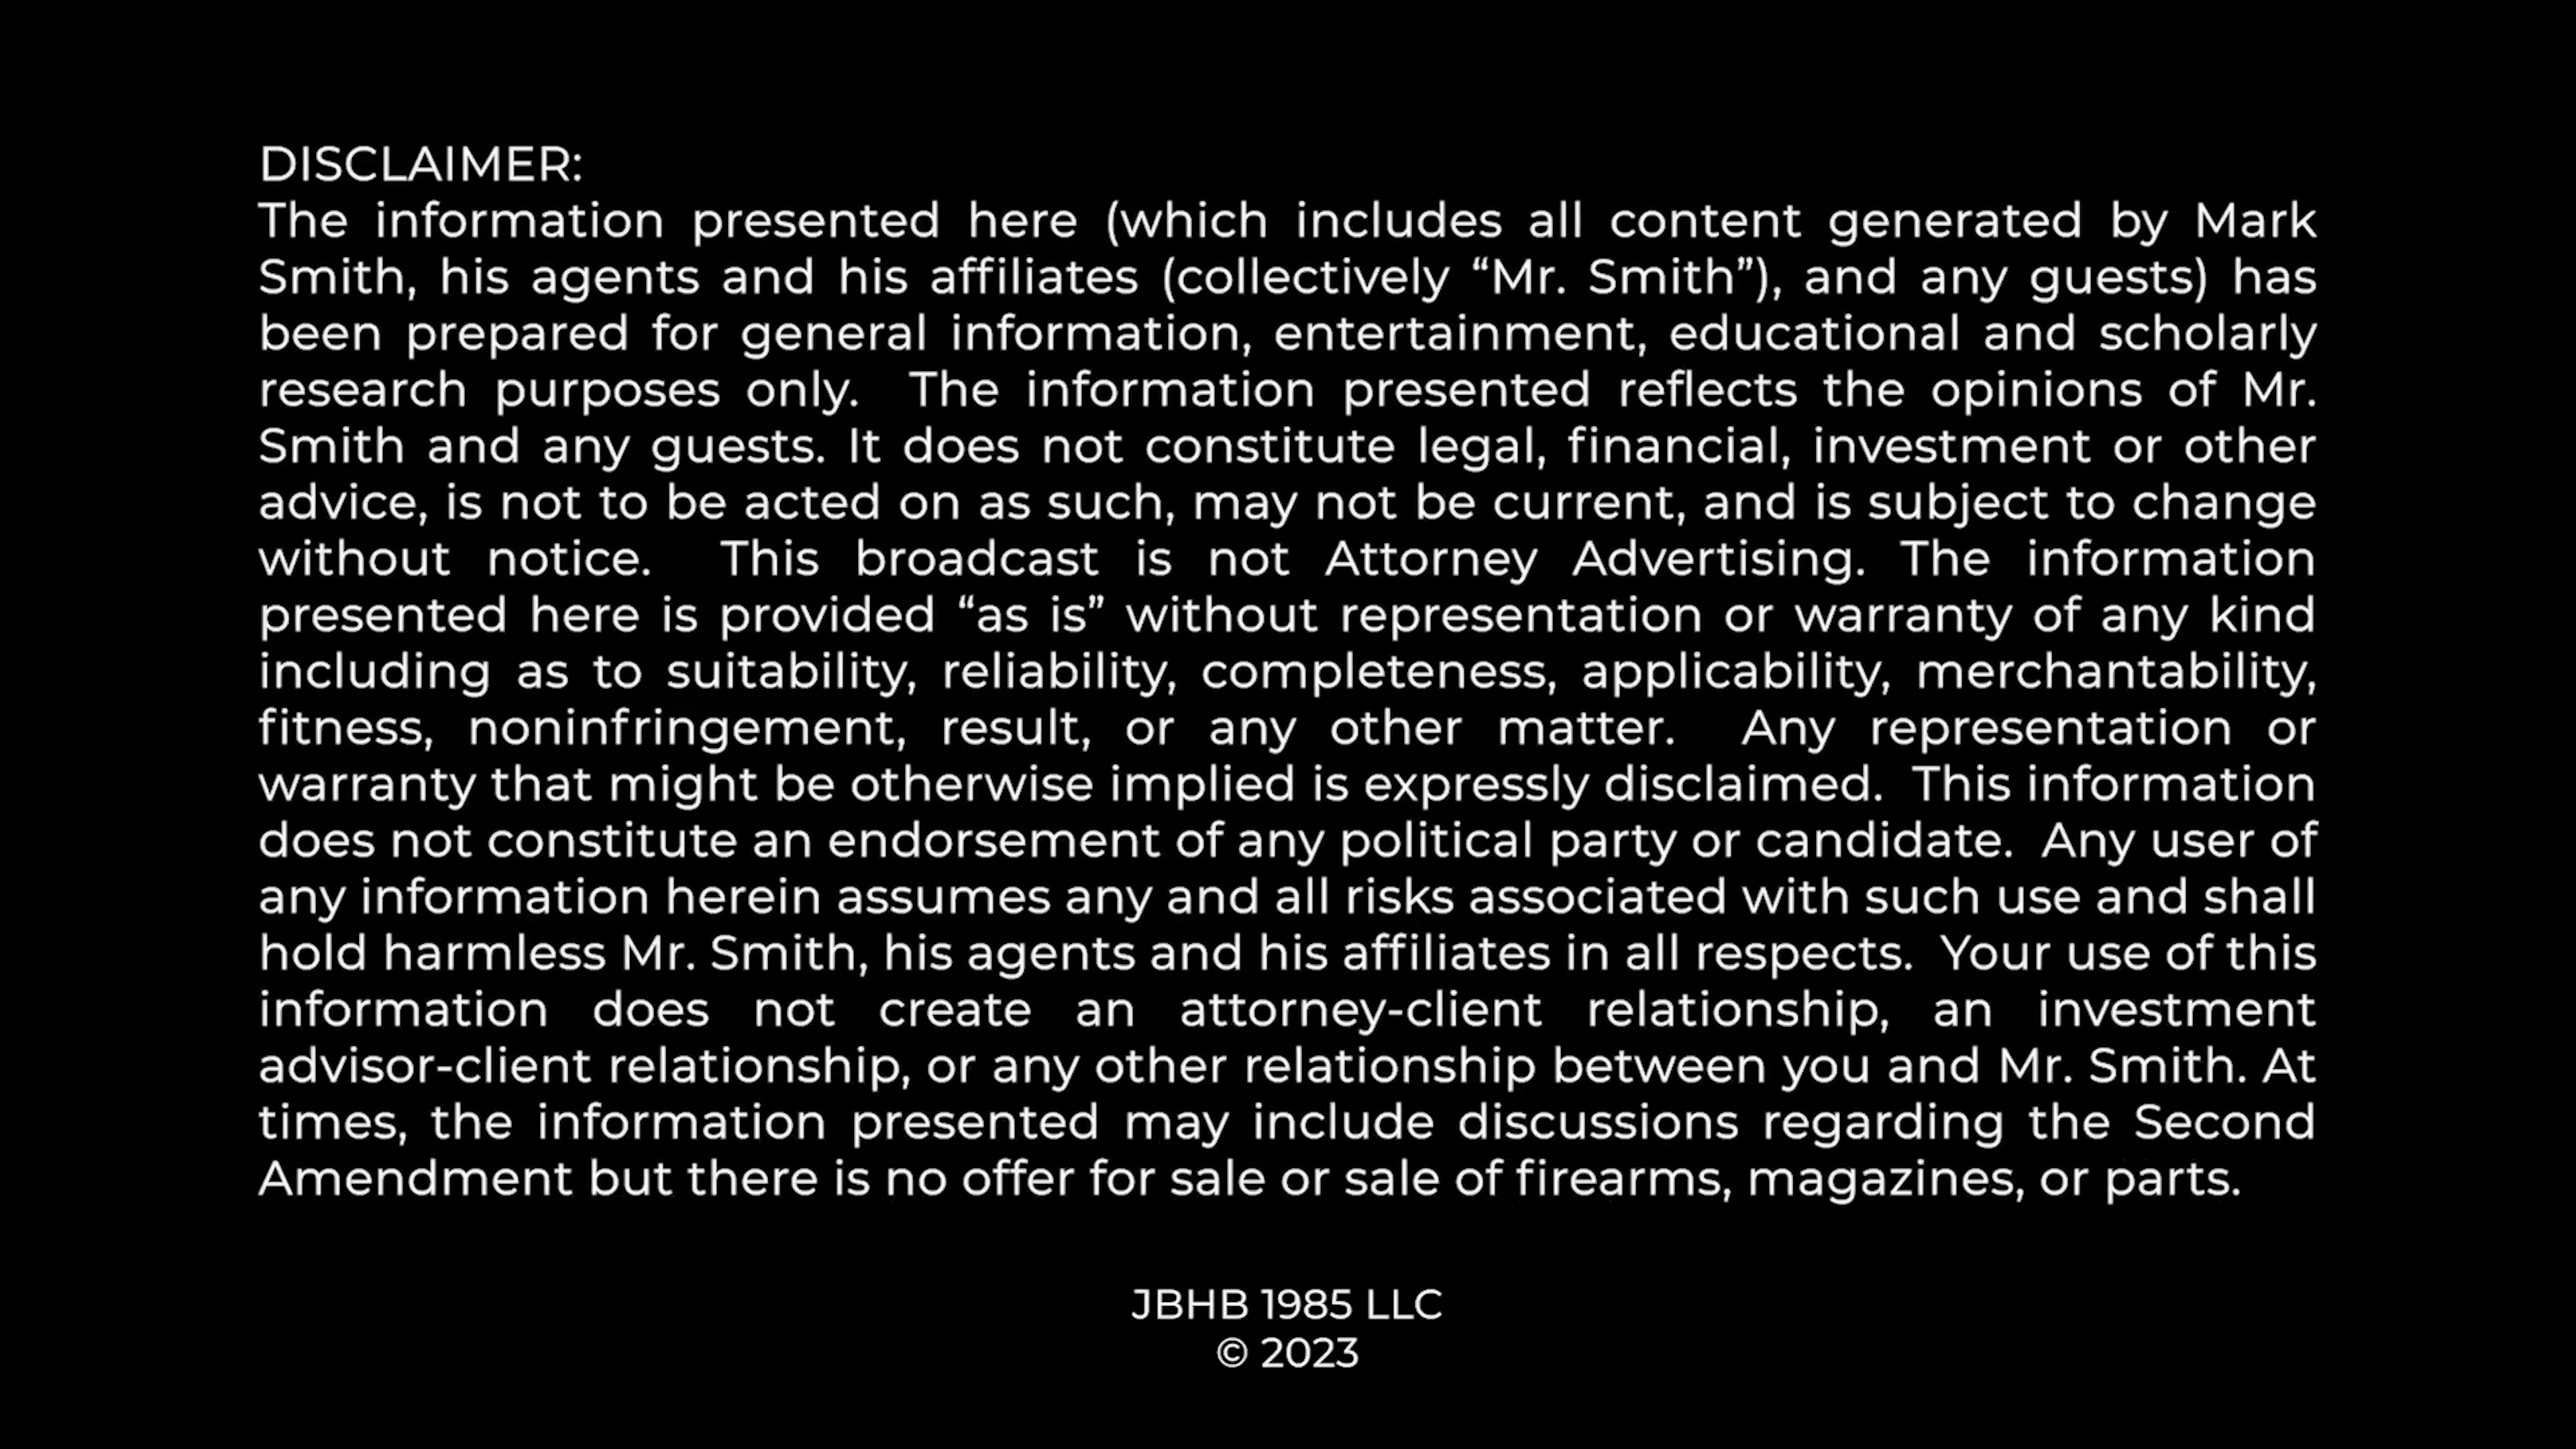 DISCLAIMER:
The information presented here (which includes all content generated by Mark
Smith, his agents and his affiliates (collectively “Mr. Smith”), and any guests) has
been prepared for general information, entertainment, educational and scholarly
research purposes only.  The information presented reflects the opinions of Mr.
Smith and any guests. It does not constitute legal, financial, investment or other
advice, is not to be acted on as such, may not be current, and is subject to change
without notice.  This broadcast is not Attorney Advertising. The information
presented here is provided “as is” without representation or warranty of any kind
including as to suitability, reliability, completeness, applicability, merchantability,
fitness, noninfringement, result, or any other matter.  Any representation or
warranty that might be otherwise implied is expressly disclaimed.  This information
does not constitute an endorsement of any political party or candidate.  Any user of
any information herein assumes any and all risks associated with such use and shall
hold harmless Mr. Smith, his agents and his affiliates in all respects.  Your use of this
information does not create an attorney-client relationship, an investment
advisor-client relationship, or any other relationship between you and Mr. Smith. At
times, the information presented may include discussions regarding the Second
Amendment but there is no offer for sale or sale of firearms, magazines, or parts.
JBHB 1985 LLC
© 2023